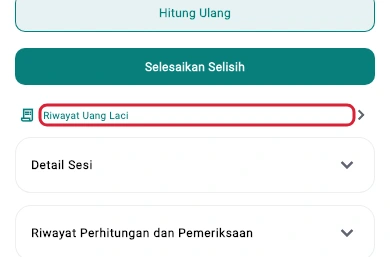 Hitung Ulang
Selesaikan Selisih
Riwayat Uang Laci
Detail Sesi
Riwayat Perhitungan dan Pemeriksaan